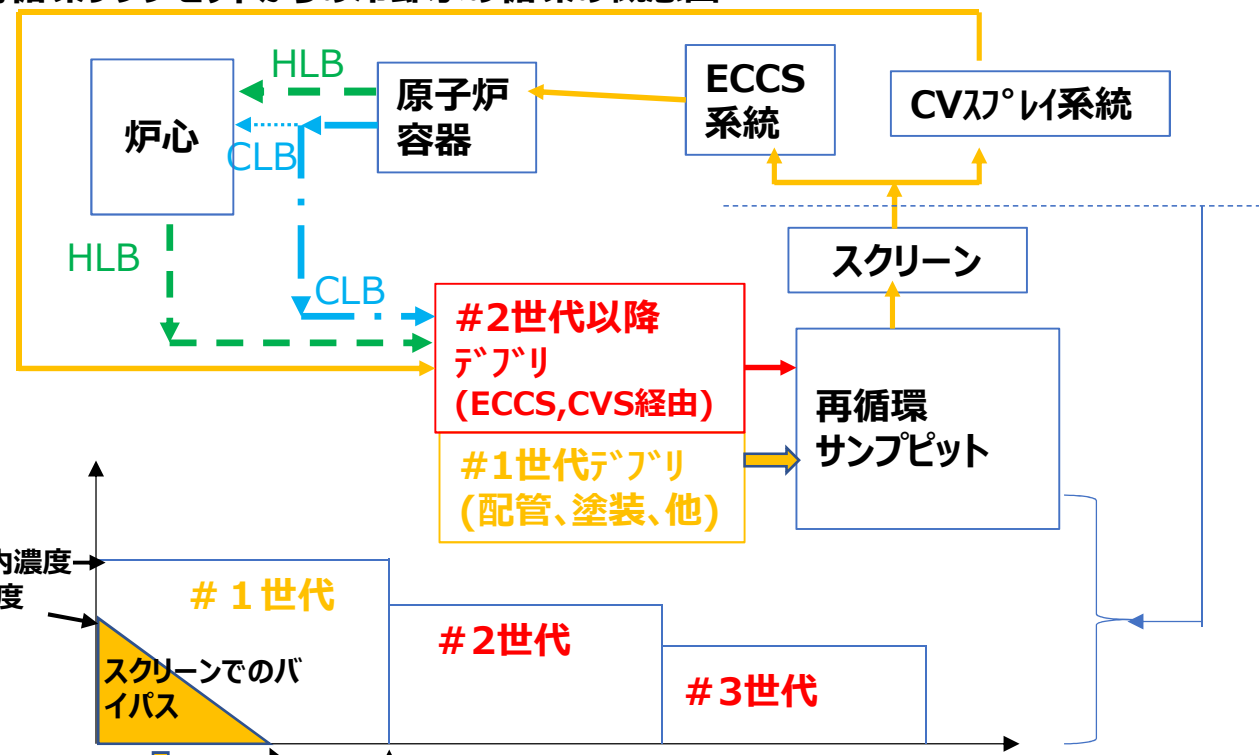 HLB
炉心
原子炉
容器
ECCS
系統
CVｽﾌﾟﾚｲ系統
CLB
HLB
スクリーン
CLB
#2世代以降
ﾃﾞﾌﾞﾘ
(ECCS,CVS経由)
再循環
サンプピット
#1世代ﾃﾞﾌﾞﾘ
(配管、塗装、他)
内濃度
度
#１世代
#2世代
#3世代
スクリーンでのバ
イパス